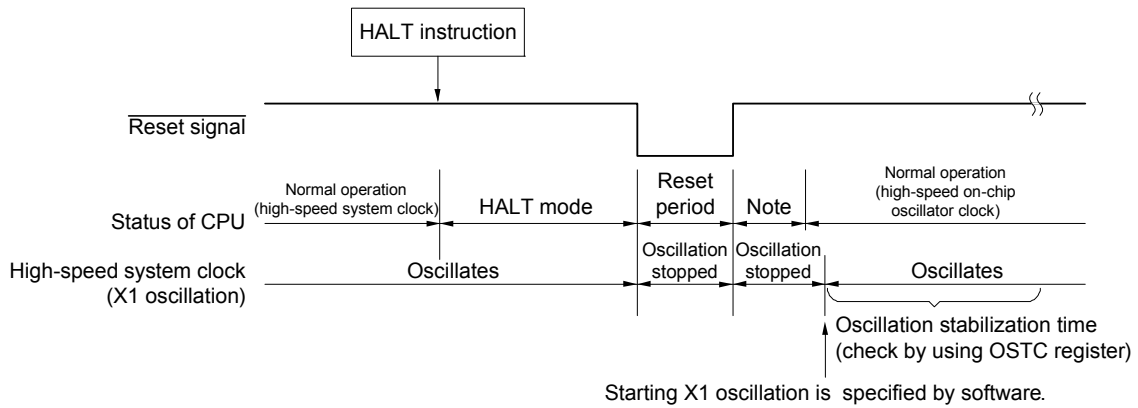 HALT instruction
Reset signal
Status of CPU
Normal operation
(high-speed system clock)
HALT mode
Reset
period
Note
Normal operation
(high-speed on-chip
oscillator clock)
High-speed system clock
(X1 oscillation)
Oscillates
Oscillation
stopped
Oscillation
stopped
Oscillates
Oscillation stabilization time
(check by using OSTC register)
Starting X1 oscillation is specified by software.